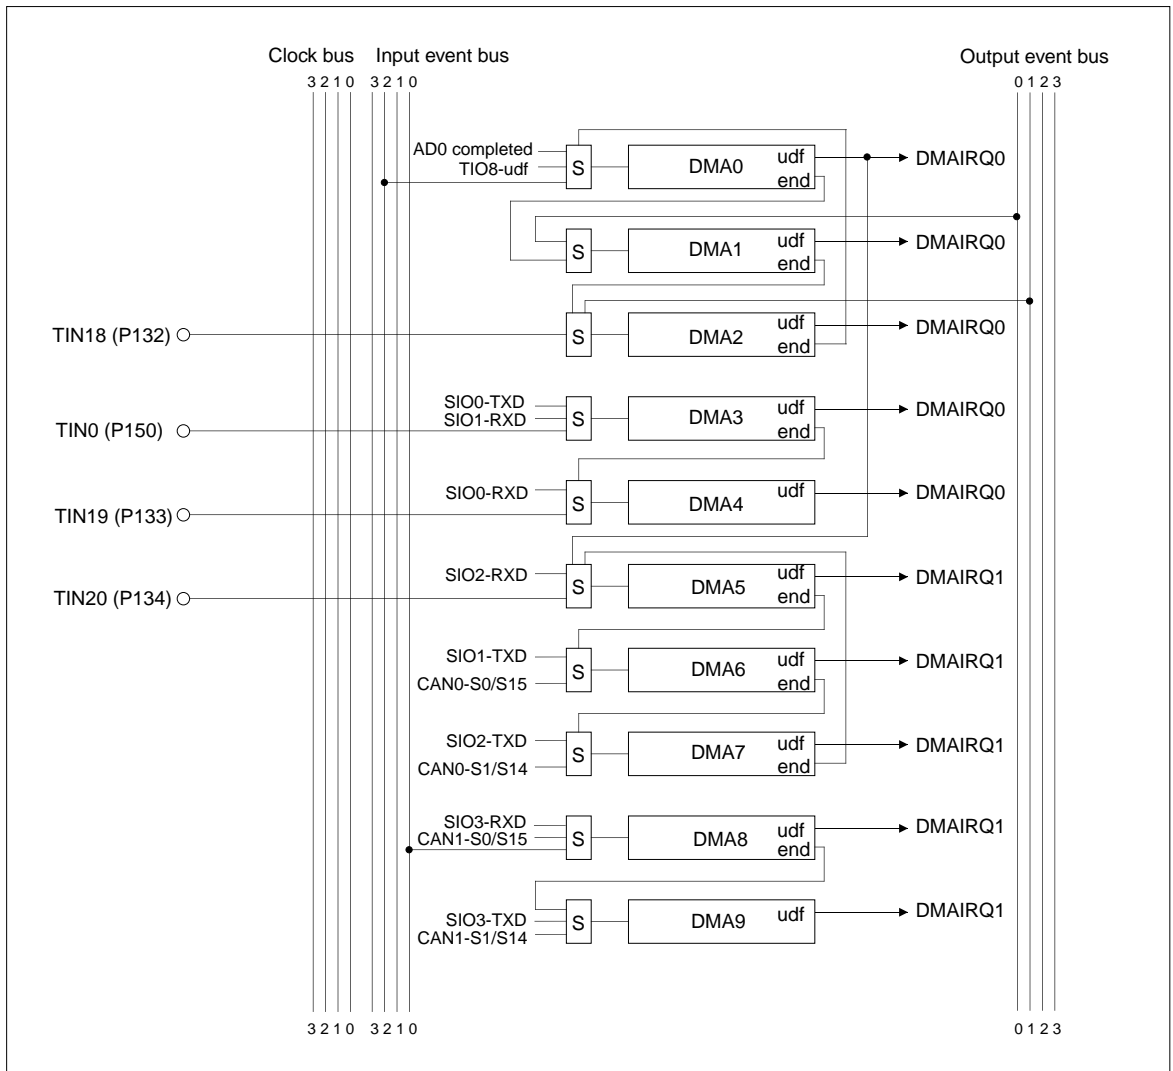 Clock bus Input event bus Output event bus
3 2 1 0 3 2 1 0 0 1 2 3
AD0 completed
TIO8-udf
S
DMA0
udf
end
DMAIRQ0
S
DMA1
udf
end
DMAIRQ0
TIN18 (P132)
S
DMA2
udf
end
DMAIRQ0
SIO0-TXD
SIO1-RXD
TIN0 (P150)
S
DMA3
udf
end
DMAIRQ0
SIO0-RXD
TIN19 (P133)
S
DMA4
udf
DMAIRQ0
SIO2-RXD
TIN20 (P134)
S
DMA5
udf
end
DMAIRQ1
SIO1-TXD
CAN0-S0/S15
S
DMA6
udf
end
DMAIRQ1
SIO2-TXD
CAN0-S1/S14
S
DMA7
udf
end
DMAIRQ1
SIO3-RXD
CAN1-S0/S15
S
DMA8
udf
end
DMAIRQ1
SIO3-TXD
CAN1-S1/S14
S
DMA9
udf
DMAIRQ1
3 2 1 0 3 2 1 0 0 1 2 3